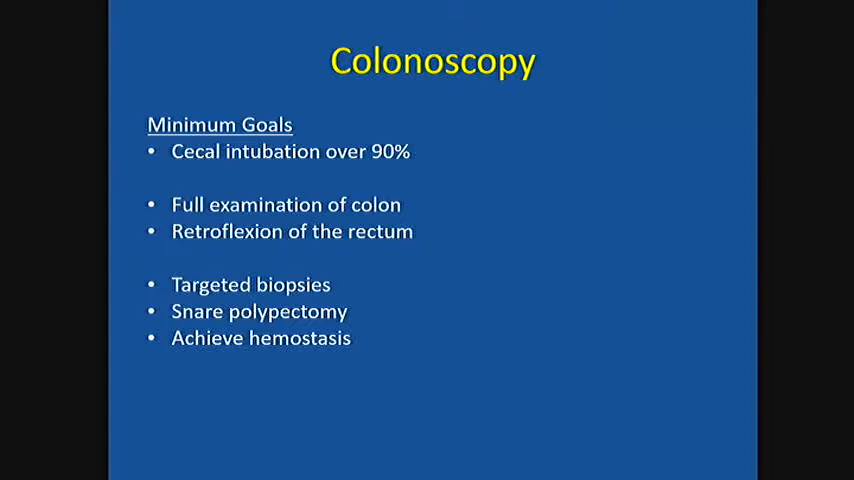 Colonoscopy
Minimum Goals
• Cecal intubation over 90%
• Full examination of colon
• Retroflexion of the rectum
• Targeted biopsies
• Snare polypectomy
• Achieve hemostasis